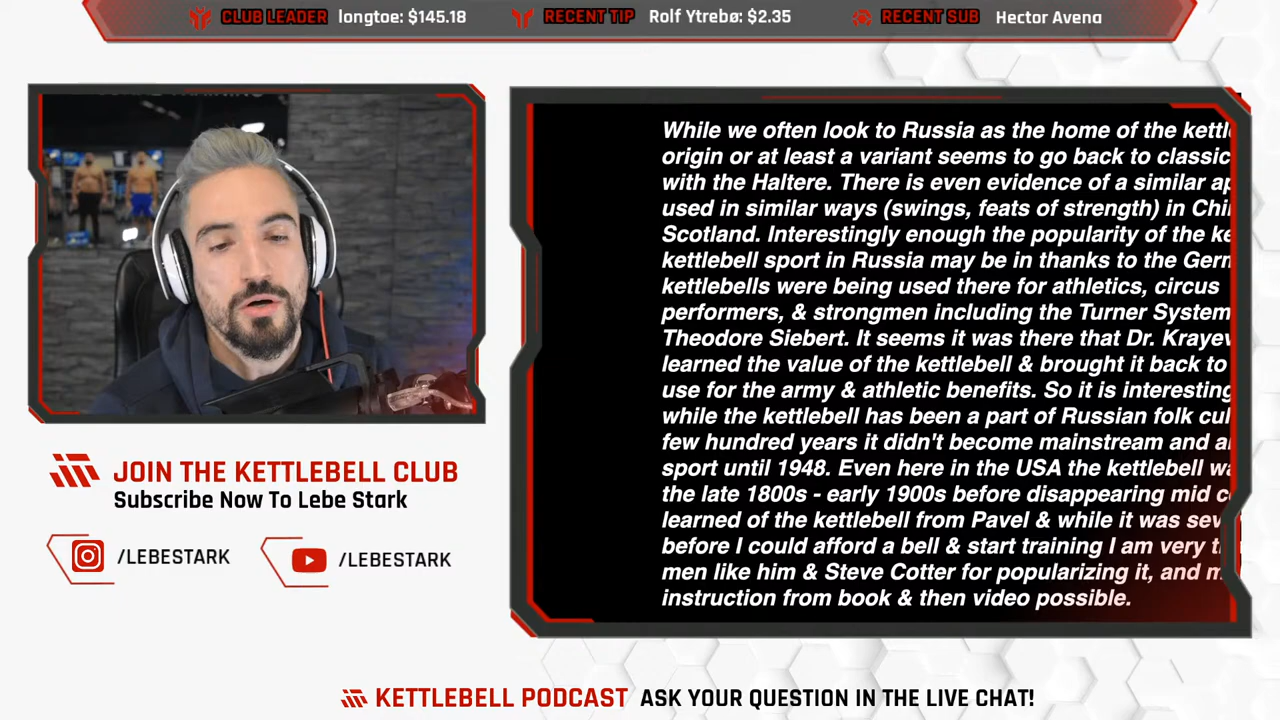 CLUB LEADER longtoe: $145.18 RECENT TIP Rolf Ytrebø: $2.35 RECENT SUB Hector Avena
While we often look to Russia as the home of the
origin or at least a variant seems to go back to
with the Haltere. There is even evidence of a similar
used in similar ways (swings, feats of strength) in
Scotland. Interestingly enough the popularity of the
kettlebell sport in Russia may be in thanks to the
kettlebells were being used there for athletics, circus
performers, & strongmen including the Turner System
Theodore Siebert. It seems it was there that Dr.
learned the value of the kettlebell & brought it back to
use for the army & athletic benefits. So it is interesting
while the kettlebell has been a part of Russian folk
few hundred years it didn't become mainstream and
sport until 1948. Even here in the USA the kettlebell
the late 1800s - early 1900s before disappearing mid
learned of the kettlebell from Pavel & while it was
before I could afford a bell & start training I am very
men like him & Steve Cotter for popularizing it, and
instruction from book & then video possible.
JOIN THE KETTLEBELL CLUB
Subscribe Now To Lebe Stark
/LEBESTARK /LEBESTARK
KETTLEBELL PODCAST ASK YOUR QUESTION IN THE LIVE CHAT!